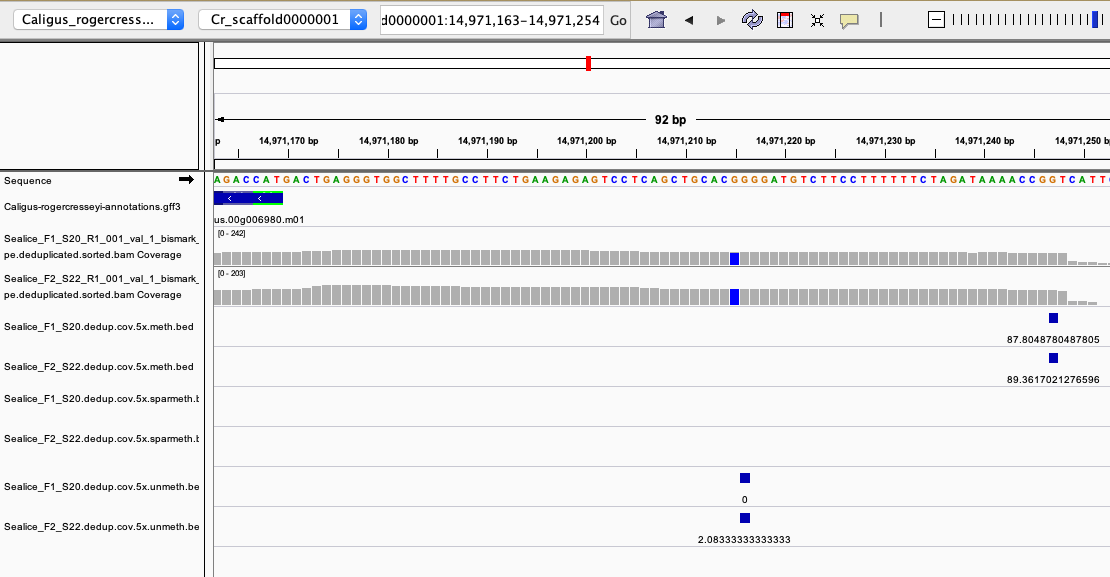 Caligus_rogercress...
Cr_scaffold0000001
d0000001:14,971,163-14,971,254
Go
92 bp
p 14,971,170 bp 14,971,180 bp 14,971,190 bp 14,971,200 bp 14,971,210 bp 14,971,220 bp 14,971,230 bp 14,971,240 bp 14,971,250 b
Sequence
A G A C C A T G A C T G A G G G T G G C T T T T G C C T T C T G A A G A G A G T C C T C A G C T G C A C G G G G A T G T C T T C C T T T T T T C T A G A T A A A A C C G G T C A T T
Caligus-rogercresseyi-annotations.gff3
us.00g006980.m01
Sealice_F1_S20_R1_001_val_1_bismark_
pe.deduplicated.sorted.bam Coverage
[0 - 242]
Sealice_F2_S22_R1_001_val_1_bismark_
pe.deduplicated.sorted.bam Coverage
[0 - 203]
Sealice_F1_S20.dedup.cov.5x.meth.bed
87.8048780487805
Sealice_F2_S22.dedup.cov.5x.meth.bed
89.3617021276596
Sealice_F1_S20.dedup.cov.5x.sparmeth.b
Sealice_F2_S22.dedup.cov.5x.sparmeth.b
Sealice_F1_S20.dedup.cov.5x.unmeth.be
0
Sealice_F2_S22.dedup.cov.5x.unmeth.be
2.08333333333333